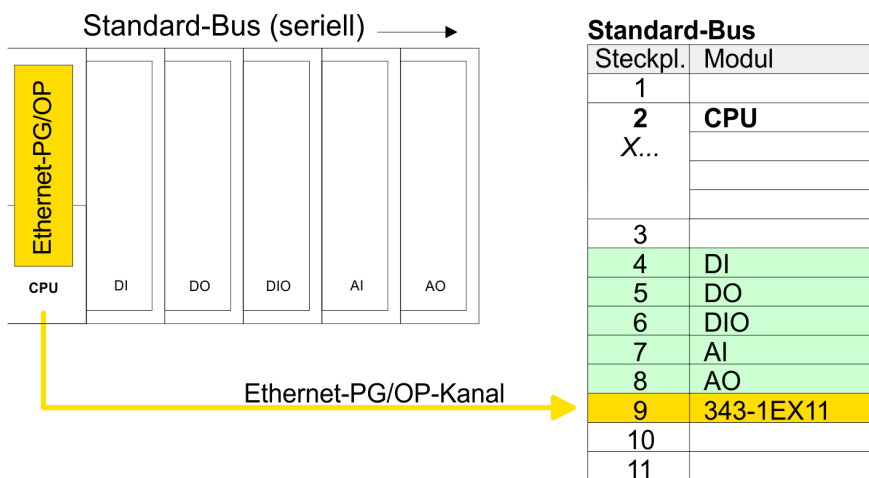 Standard-Bus (seriell)
Ethernet-PG/OP
CPU
DI
DO
DIO
AI
AO
Ethernet-PG/OP-Kanal
Standard-Bus
Steckpl. Modul
1
2 CPU
X...
3
4 DI
5 DO
6 DIO
7 AI
8 AO
9 343-1EX11
10
11